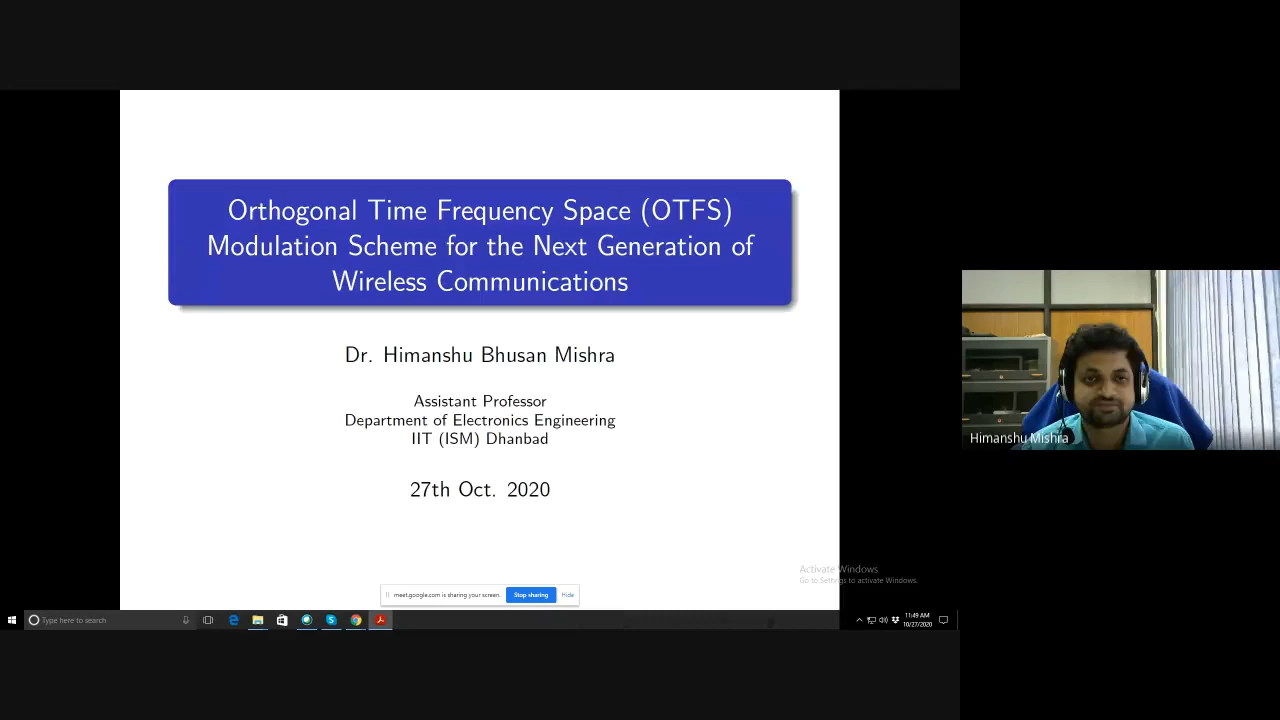 Orthogonal Time Frequency Space (OTFS)
Modulation Scheme for the Next Generation of
Wireless Communications
Dr. Himanshu Bhusan Mishra
Assistant Professor
Department of Electronics Engineering
IIT (ISM) Dhanbad
27th Oct. 2020
Himanshu Mishra
Activate Windows
Go to Settings to activate Windows.
meet.google.com is sharing your screen.
Stop sharing
Hide
Type here to search
11:49 AM
10/27/2020